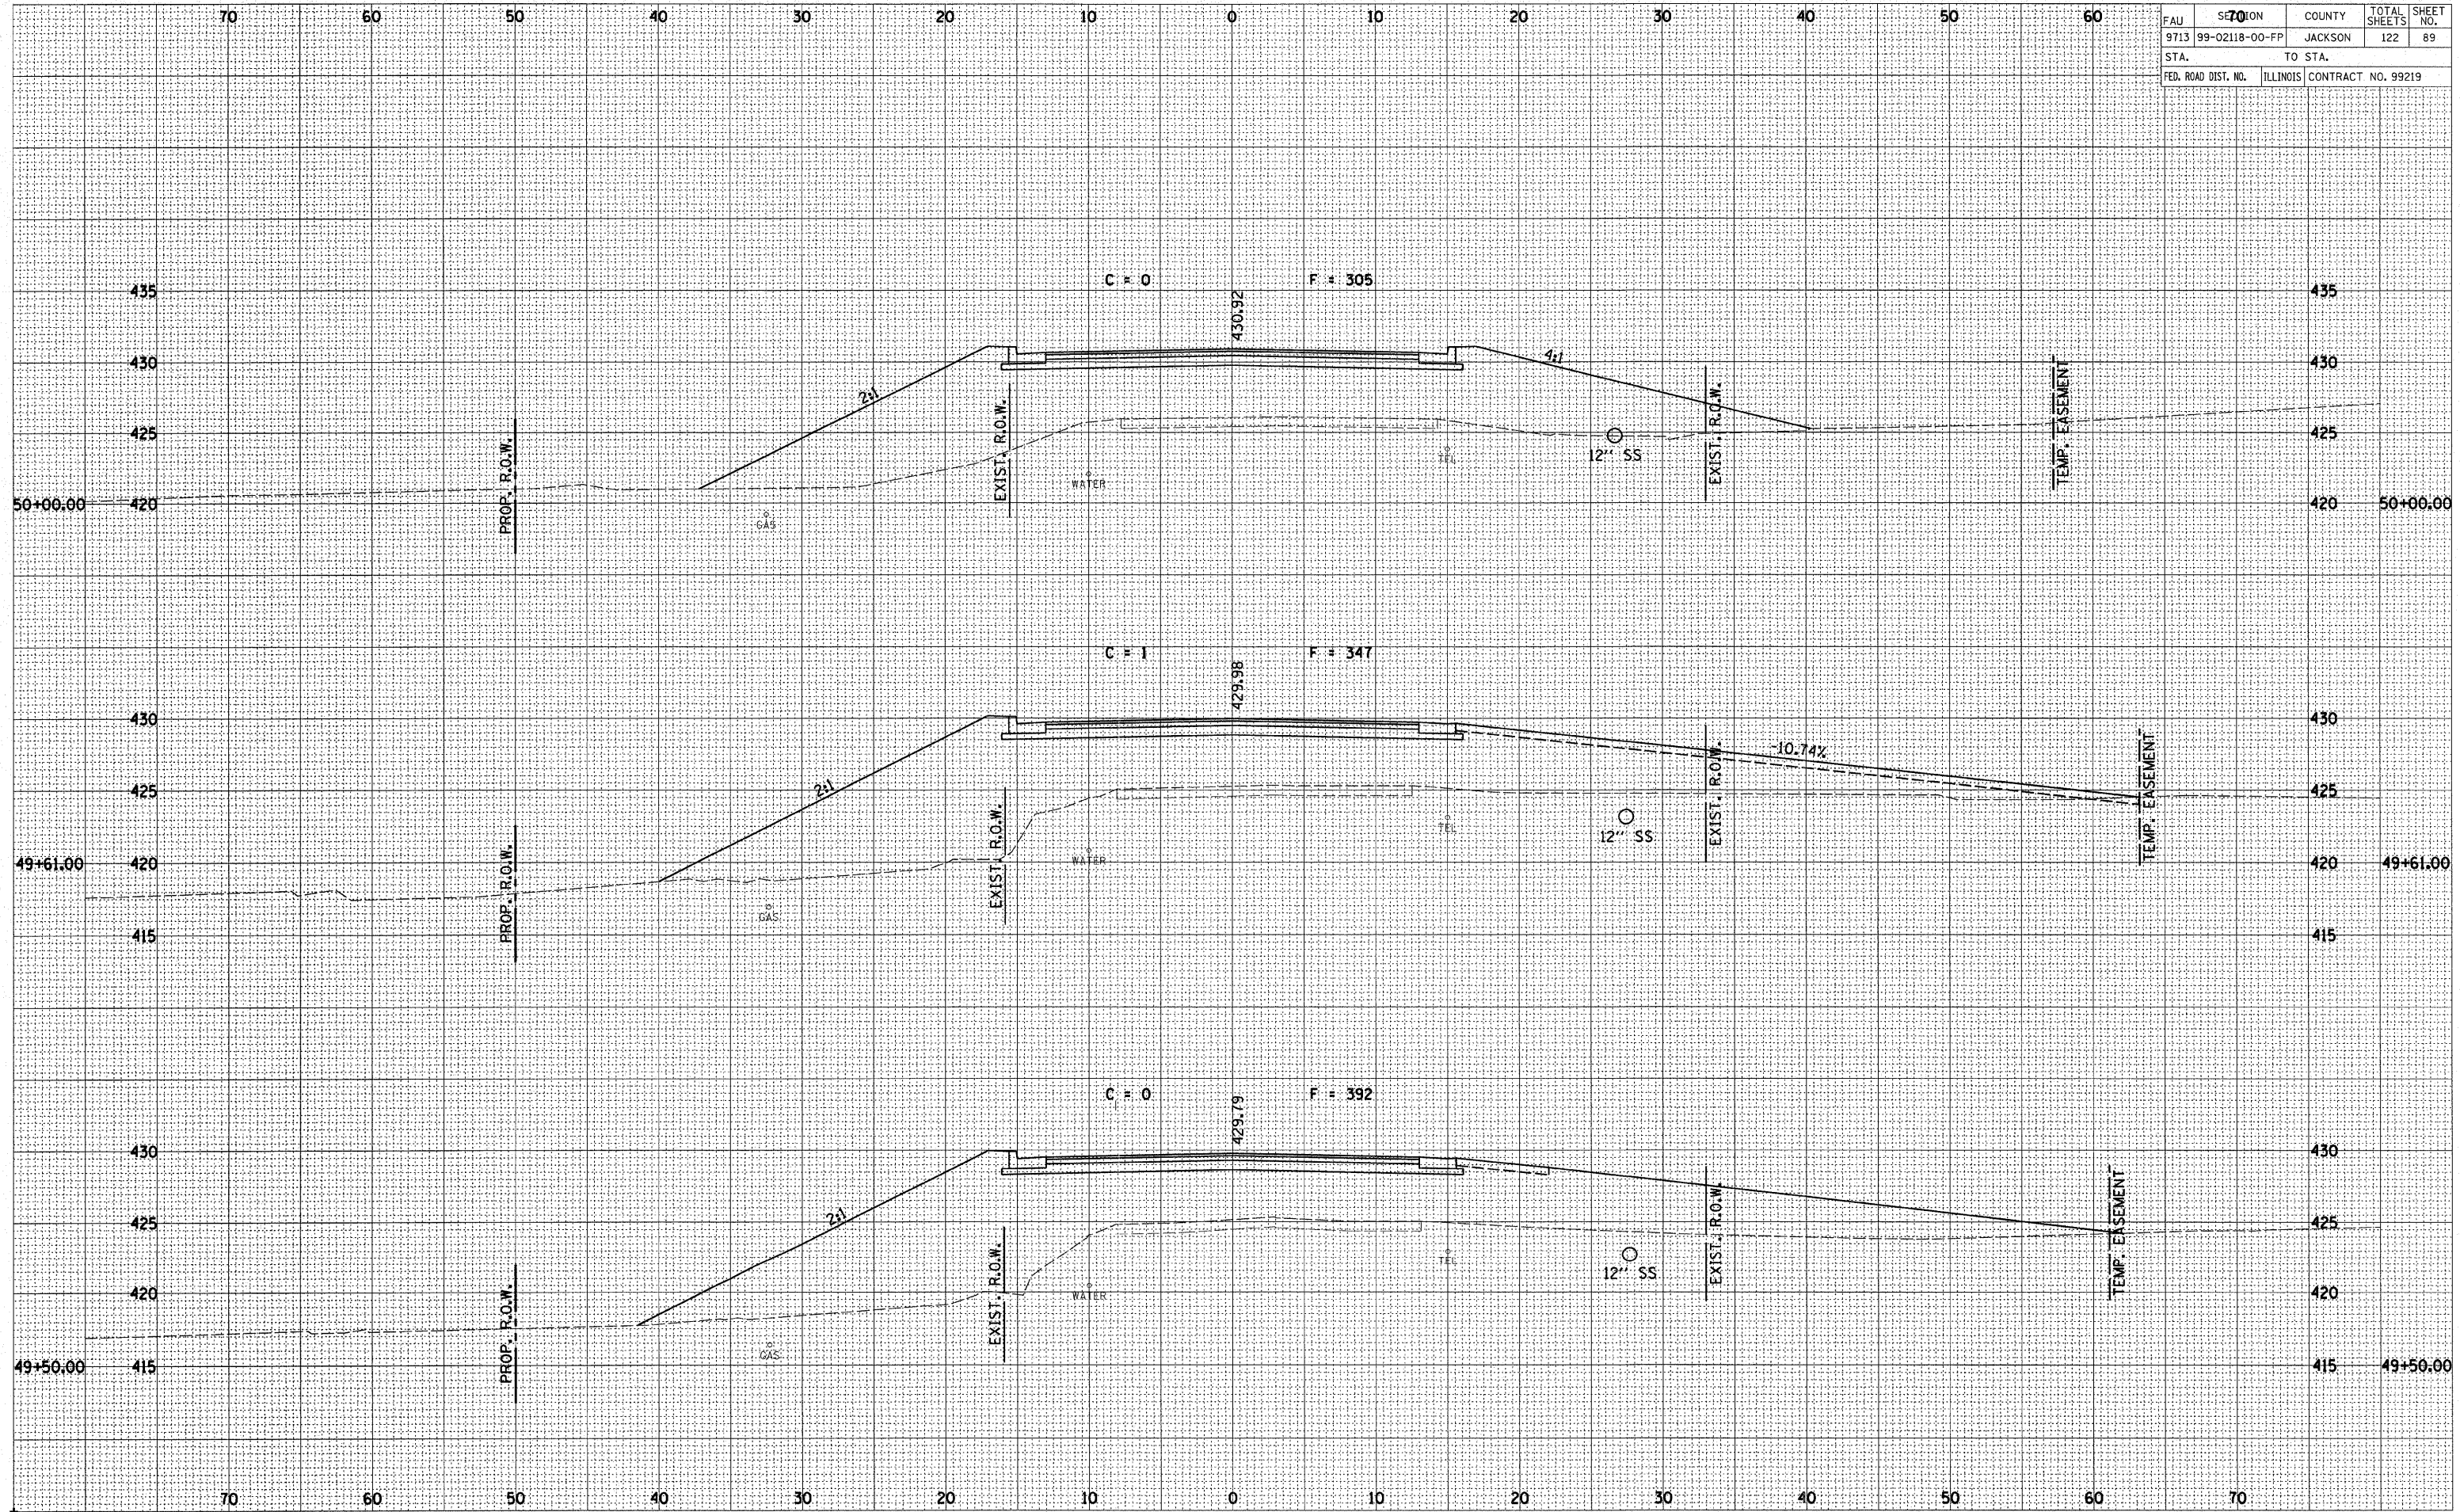 70 60 50 40 30 20 10 0 10 20 30 40 50 60 70
FAU SECTION COUNTY TOTAL SHEETS SHEET NO.
9713 99-02118-00-FP JACKSON 122 89
STA. TO STA.
FED. ROAD DIST. NO. ILLINOIS CONTRACT NO. 99219
C = 0 F = 305
430.92
435 435
430 430
425 425
50+00.00 420 420 50+00.00
2:1
4:1
PROP. R.O.W.
EXIST. R.O.W.
EXIST. R.O.W.
TEMP. EASEMENT
GAS
WATER
TEL
12'' SS
C = 1 F = 347
429.98
430 430
425 425
49+61.00 420 420 49+61.00
415 415
2:1
-10.74%
PROP. R.O.W.
EXIST. R.O.W.
EXIST. R.O.W.
TEMP. EASEMENT
GAS
WATER
TEL
12'' SS
C = 0 F = 392
429.79
430 430
425 425
420 420
49+50.00 415 415 49+50.00
2:1
PROP. R.O.W.
EXIST. R.O.W.
EXIST. R.O.W.
TEMP. EASEMENT
GAS
WATER
TEL
12'' SS
70 60 50 40 30 20 10 0 10 20 30 40 50 60 70